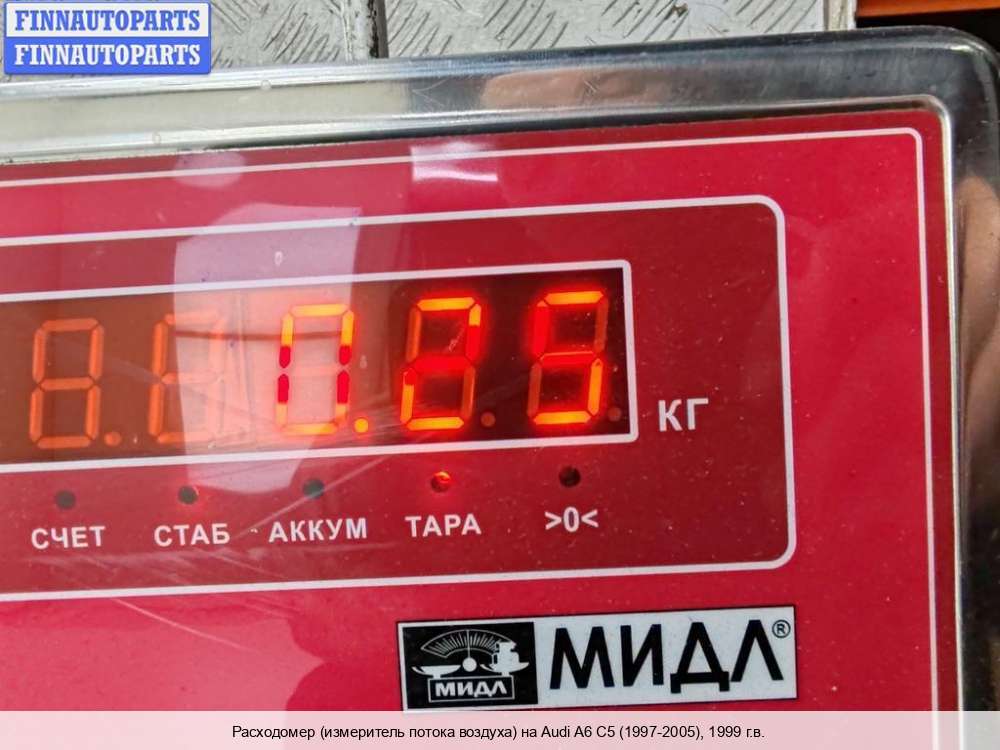 FINNAUTOPARTS
FINNAUTOPARTS
0.25
КГ
СЧЕТ СТАБ АККУМ ТАРА >0<
МИДЛ МИДЛ®
Расходомер (измеритель потока воздуха) на Audi A6 C5 (1997-2005), 1999 г.в.